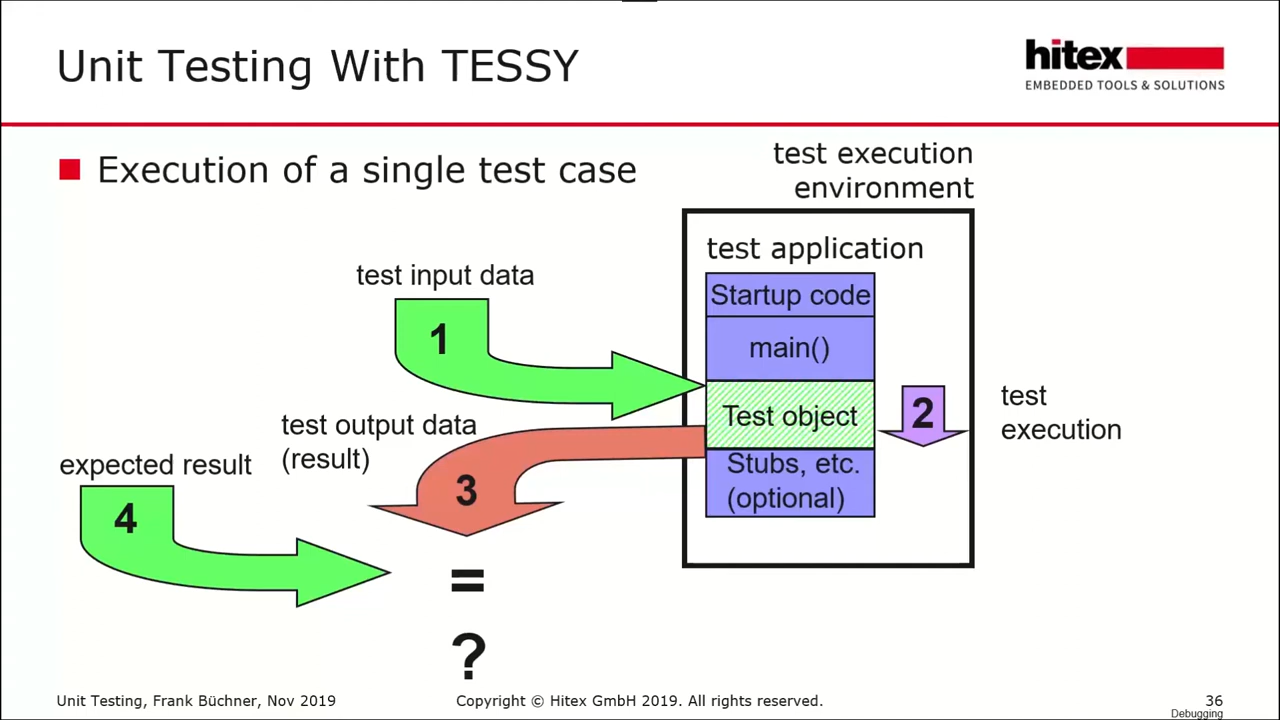 Unit Testing With TESSY
hitex
EMBEDDED TOOLS & SOLUTIONS
Execution of a single test case
test execution
environment
test application
test input data
Startup code
1
main()
Test object
2
test
execution
test output data
(result)
Stubs, etc.
(optional)
expected result
3
4
=
?
Unit Testing, Frank Büchner, Nov 2019
Copyright © Hitex GmbH 2019. All rights reserved.
36
Debugging